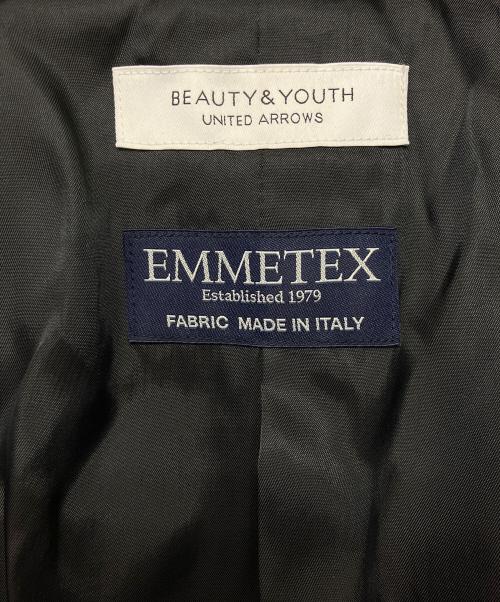 BEAUTY&YOUTH
UNITED ARROWS
EMMETEX
Established 1979
FABRIC MADE IN ITALY